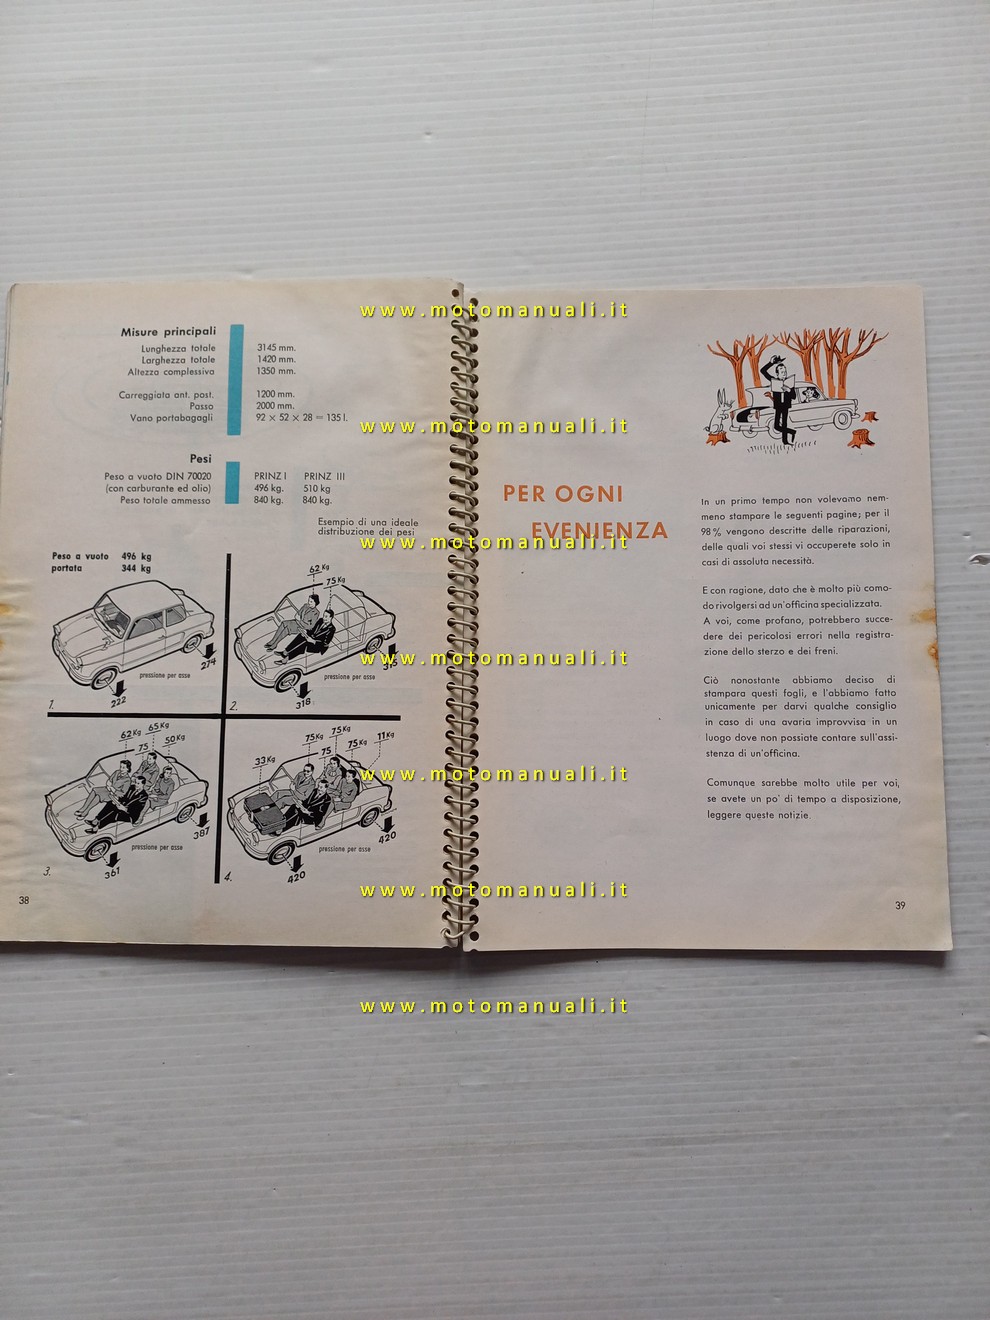 Misure principali
Lunghezza totale 3145 mm.
Larghezza totale 1420 mm.
Altezza complessiva 1350 mm.
Carreggiata ant. post. 1200 mm.
Passo 2000 mm.
Vano portabagagli 92 × 52 × 28 = 135 l.
Pesi
Peso a vuoto DIN 70020 PRINZ I PRINZ III
(con carburante ed olio) 496 kg. 510 kg
Peso totale ammesso 840 kg. 840 kg.
Esempio di una ideale
distribuzione dei pesi
Peso a vuoto 496 kg
portata 344 kg
274
pressione per asse
222
1.
62 Kg
75 Kg
pressione per asse
318
2.
62 Kg
65 Kg
75
50 Kg
387
pressione per asse
361
3.
75 Kg
75 Kg
75
75 Kg
11 Kg
33 Kg
420
pressione per asse
420
4.
38
PER OGNI
EVENIENZA
In un primo tempo non volevamo nem-
meno stampare le seguenti pagine; per il
98 % vengono descritte delle riparazioni,
delle quali voi stessi vi occuperete solo in
casi di assoluta necessità.
E con ragione, dato che è molto più como-
do rivolgersi ad un'officina specializzata.
A voi, come profano, potrebbero succe-
dere dei pericolosi errori nella registra-
zione dello sterzo e dei freni.
Ciò nonostante abbiamo deciso di
stampara questi fogli, e l'abbiamo fatto
unicamente per darvi qualche consiglio
in caso di una avaria improvvisa in un
luogo dove non possiate contare sull'assi-
stenza di un'officina.
Comunque sarebbe molto utile per voi,
se avete un po' di tempo a disposizione,
leggere queste notizie.
39
www.motomanuali.it
www.motomanuali.it
www.motomanuali.it
www.motomanuali.it
www.motomanuali.it
www.motomanuali.it
www.motomanuali.it